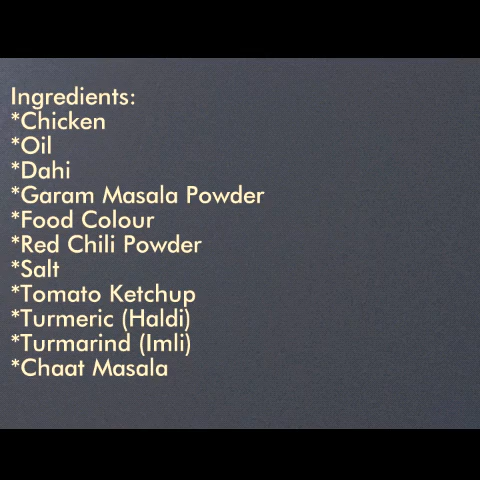 Ingredients:
*Chicken
*Oil
*Dahi
*Garam Masala Powder
*Food Colour
*Red Chili Powder
*Salt
*Tomato Ketchup
*Turmeric (Haldi)
*Turmarind (Imli)
*Chaat Masala